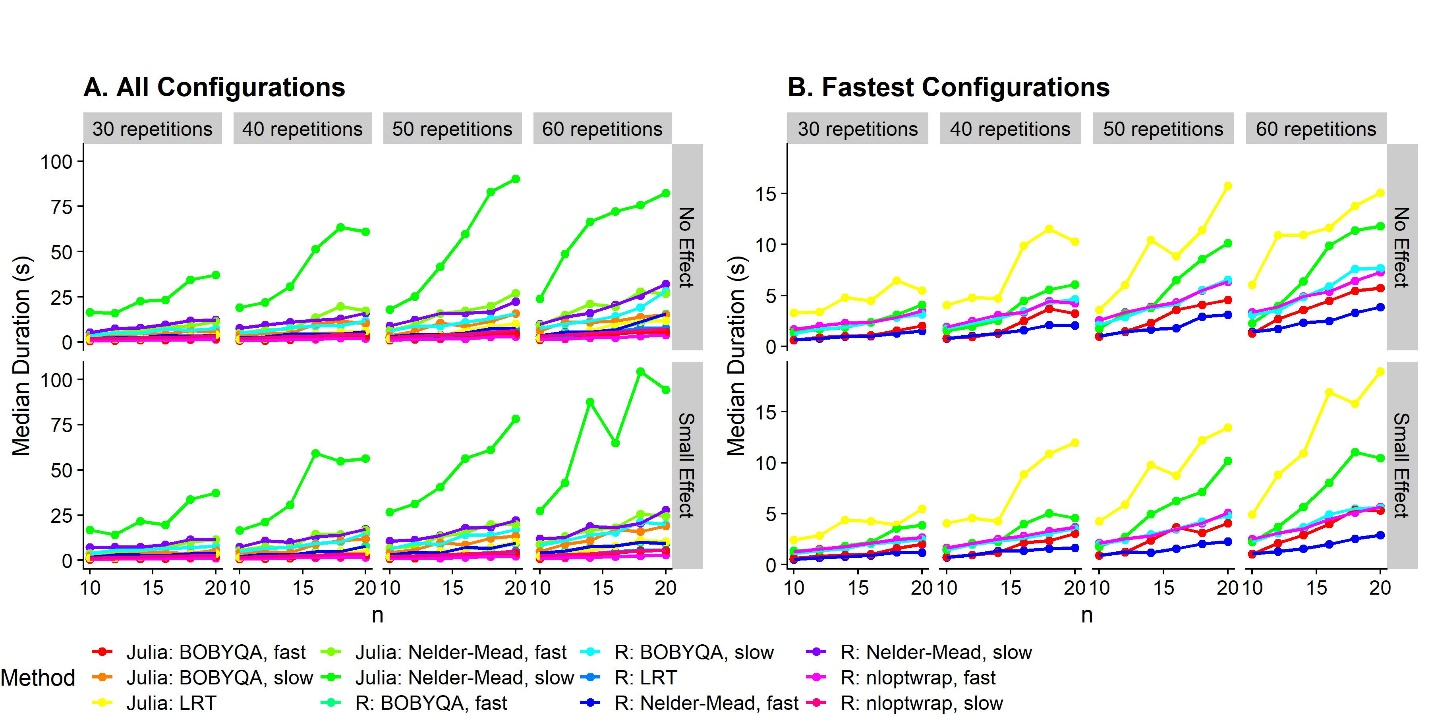 A. All Configurations
B. Fastest Configurations
30 repetitions 40 repetitions 50 repetitions 60 repetitions
30 repetitions 40 repetitions 50 repetitions 60 repetitions
Median Duration (s)
100
75
50
25
0
No Effect
100
75
50
25
0
Small Effect
10 15 20 10 15 20 10 15 20 10 15 20
n
Median Duration (s)
15
10
5
0
No Effect
15
10
5
0
Small Effect
10 15 20 10 15 20 10 15 20 10 15 20
n
Method
Julia: BOBYQA, fast
Julia: BOBYQA, slow
Julia: LRT
Julia: Nelder-Mead, fast
Julia: Nelder-Mead, slow
R: BOBYQA, fast
R: BOBYQA, slow
R: LRT
R: Nelder-Mead, fast
R: Nelder-Mead, slow
R: nloptwrap, fast
R: nloptwrap, slow